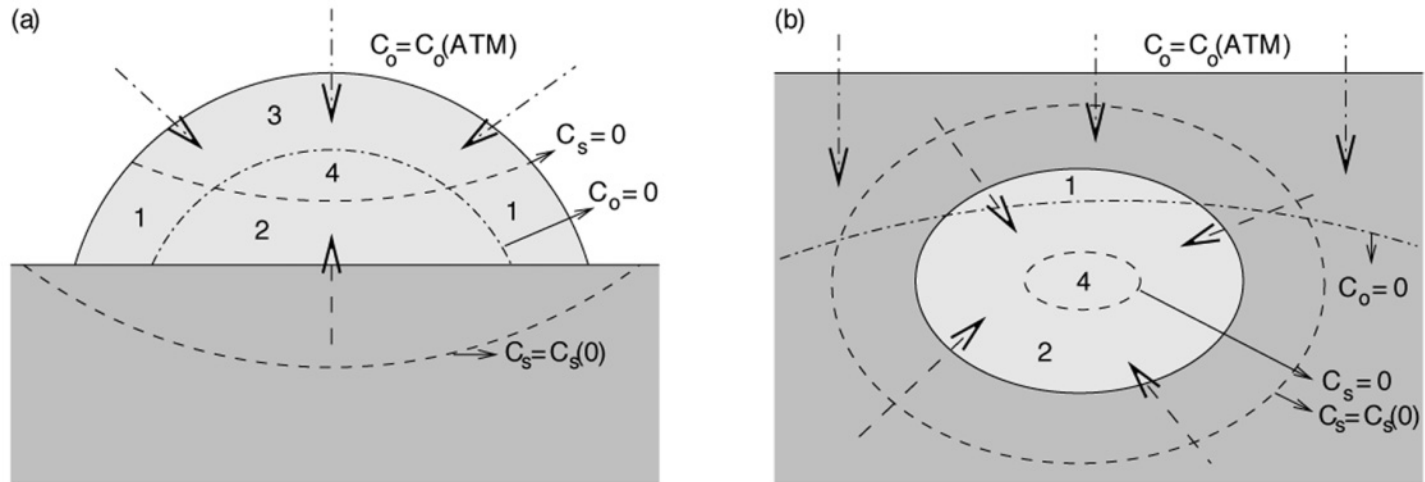 (a)
C_o=C_o(ATM)
3
C_s=0
4
C_o=0
1
2
1
C_s=C_s(0)
(b)
C_o=C_o(ATM)
1
C_o=0
4
2
C_s=0
C_s=C_s(0)